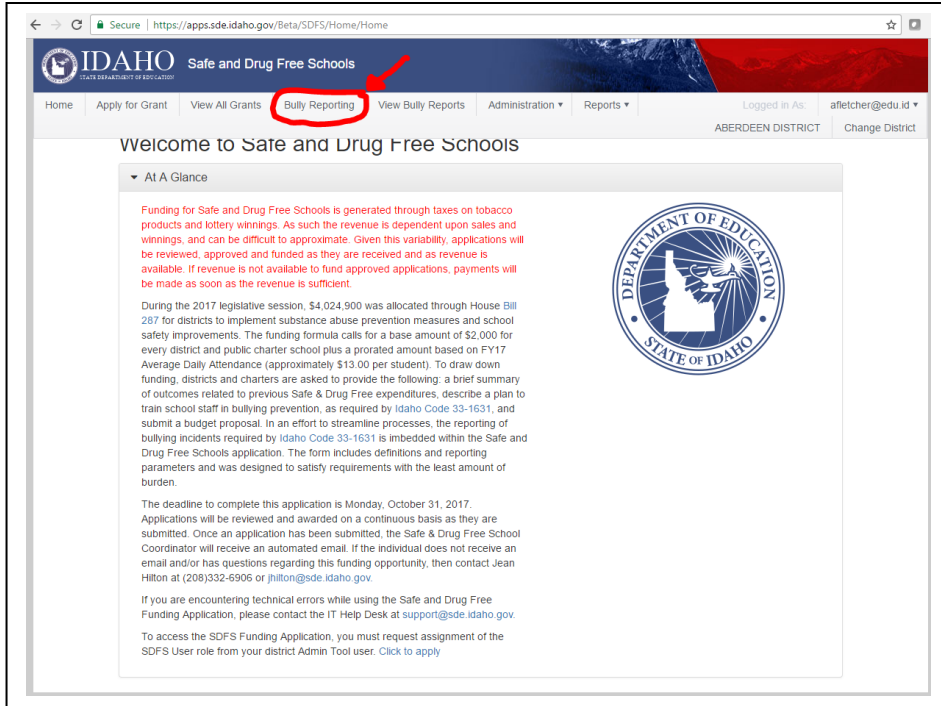 Secure | https://apps.sde.idaho.gov/Beta/SDFS/Home/Home
IDAHO
STATE DEPARTMENT OF EDUCATION
Safe and Drug Free Schools
Home Apply for Grant View All Grants Bully Reporting View Bully Reports Administration Reports Logged in As: afletcher@edu.id
ABERDEEN DISTRICT Change District
Welcome to Safe and Drug Free Schools
At A Glance
Funding for Safe and Drug Free Schools is generated through taxes on tobacco
products and lottery winnings. As such the revenue is dependent upon sales and
winnings, and can be difficult to approximate. Given this variability, applications will
be reviewed, approved and funded as they are received and as revenue is
available. If revenue is not available to fund approved applications, payments will
be made as soon as the revenue is sufficient.
During the 2017 legislative session, $4,024,900 was allocated through House Bill
287 for districts to implement substance abuse prevention measures and school
safety improvements. The funding formula calls for a base amount of $2,000 for
every district and public charter school plus a prorated amount based on FY17
Average Daily Attendance (approximately $13.00 per student). To draw down
funding, districts and charters are asked to provide the following: a brief summary
of outcomes related to previous Safe & Drug Free expenditures, describe a plan to
train school staff in bullying prevention, as required by Idaho Code 33-1631, and
submit a budget proposal. In an effort to streamline processes, the reporting of
bullying incidents required by Idaho Code 33-1631 is imbedded within the Safe and
Drug Free Schools application. The form includes definitions and reporting
parameters and was designed to satisfy requirements with the least amount of
burden.
The deadline to complete this application is Monday, October 31, 2017.
Applications will be reviewed and awarded on a continuous basis as they are
submitted. Once an application has been submitted, the Safe & Drug Free School
Coordinator will receive an automated email. If the individual does not receive an
email and/or has questions regarding this funding opportunity, then contact Jean
Hilton at (208)332-6906 or jhilton@sde.idaho.gov.
If you are encountering technical errors while using the Safe and Drug Free
Funding Application, please contact the IT Help Desk at support@sde.idaho.gov.
To access the SDFS Funding Application, you must request assignment of the
SDFS User role from your district Admin Tool user. Click to apply
DEPARTMENT OF EDUCATION
STATE OF IDAHO